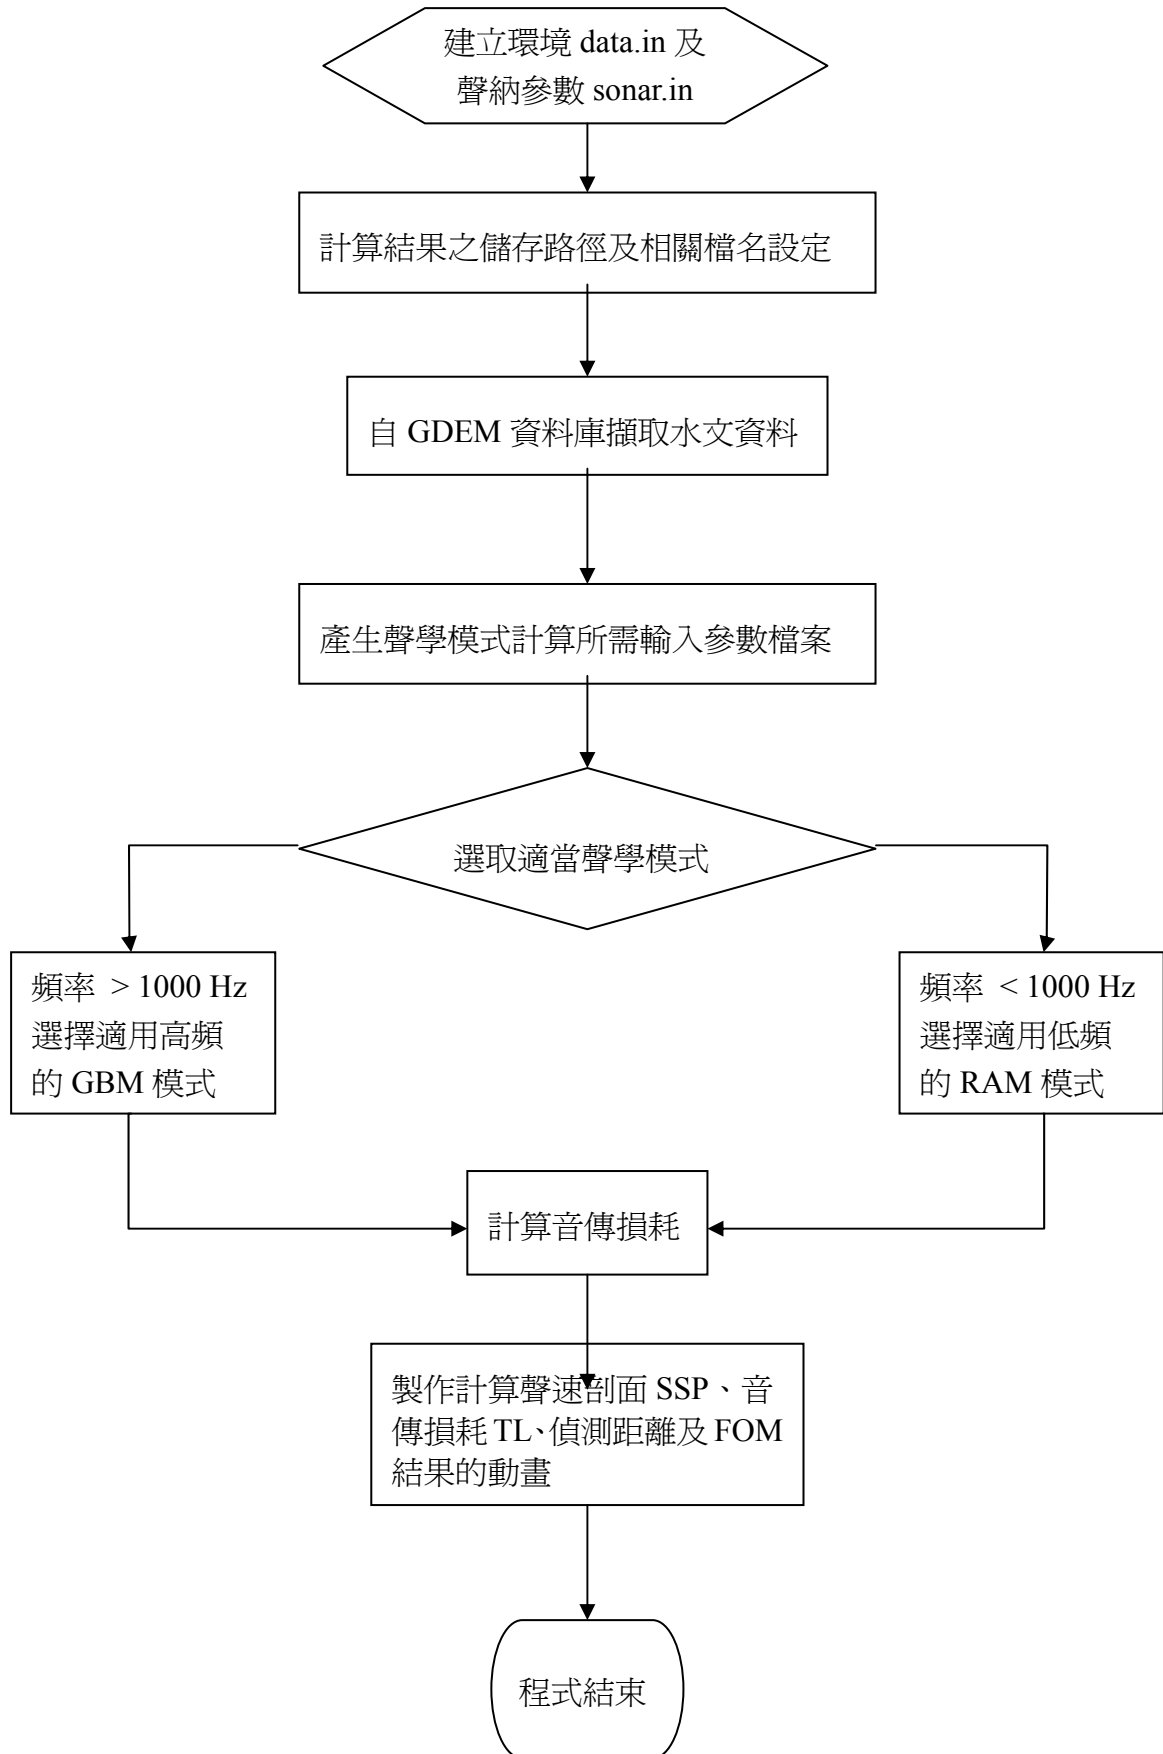 建立環境 data.in 及
聲納參數 sonar.in
計算結果之儲存路徑及相關檔名設定
自 GDEM 資料庫擷取水文資料
產生聲學模式計算所需輸入參數檔案
選取適當聲學模式
頻率 > 1000 Hz
選擇適用高頻
的 GBM 模式
頻率 < 1000 Hz
選擇適用低頻
的 RAM 模式
計算音傳損耗
製作計算聲速剖面 SSP、音
傳損耗 TL、偵測距離及 FOM
結果的動畫
程式結束